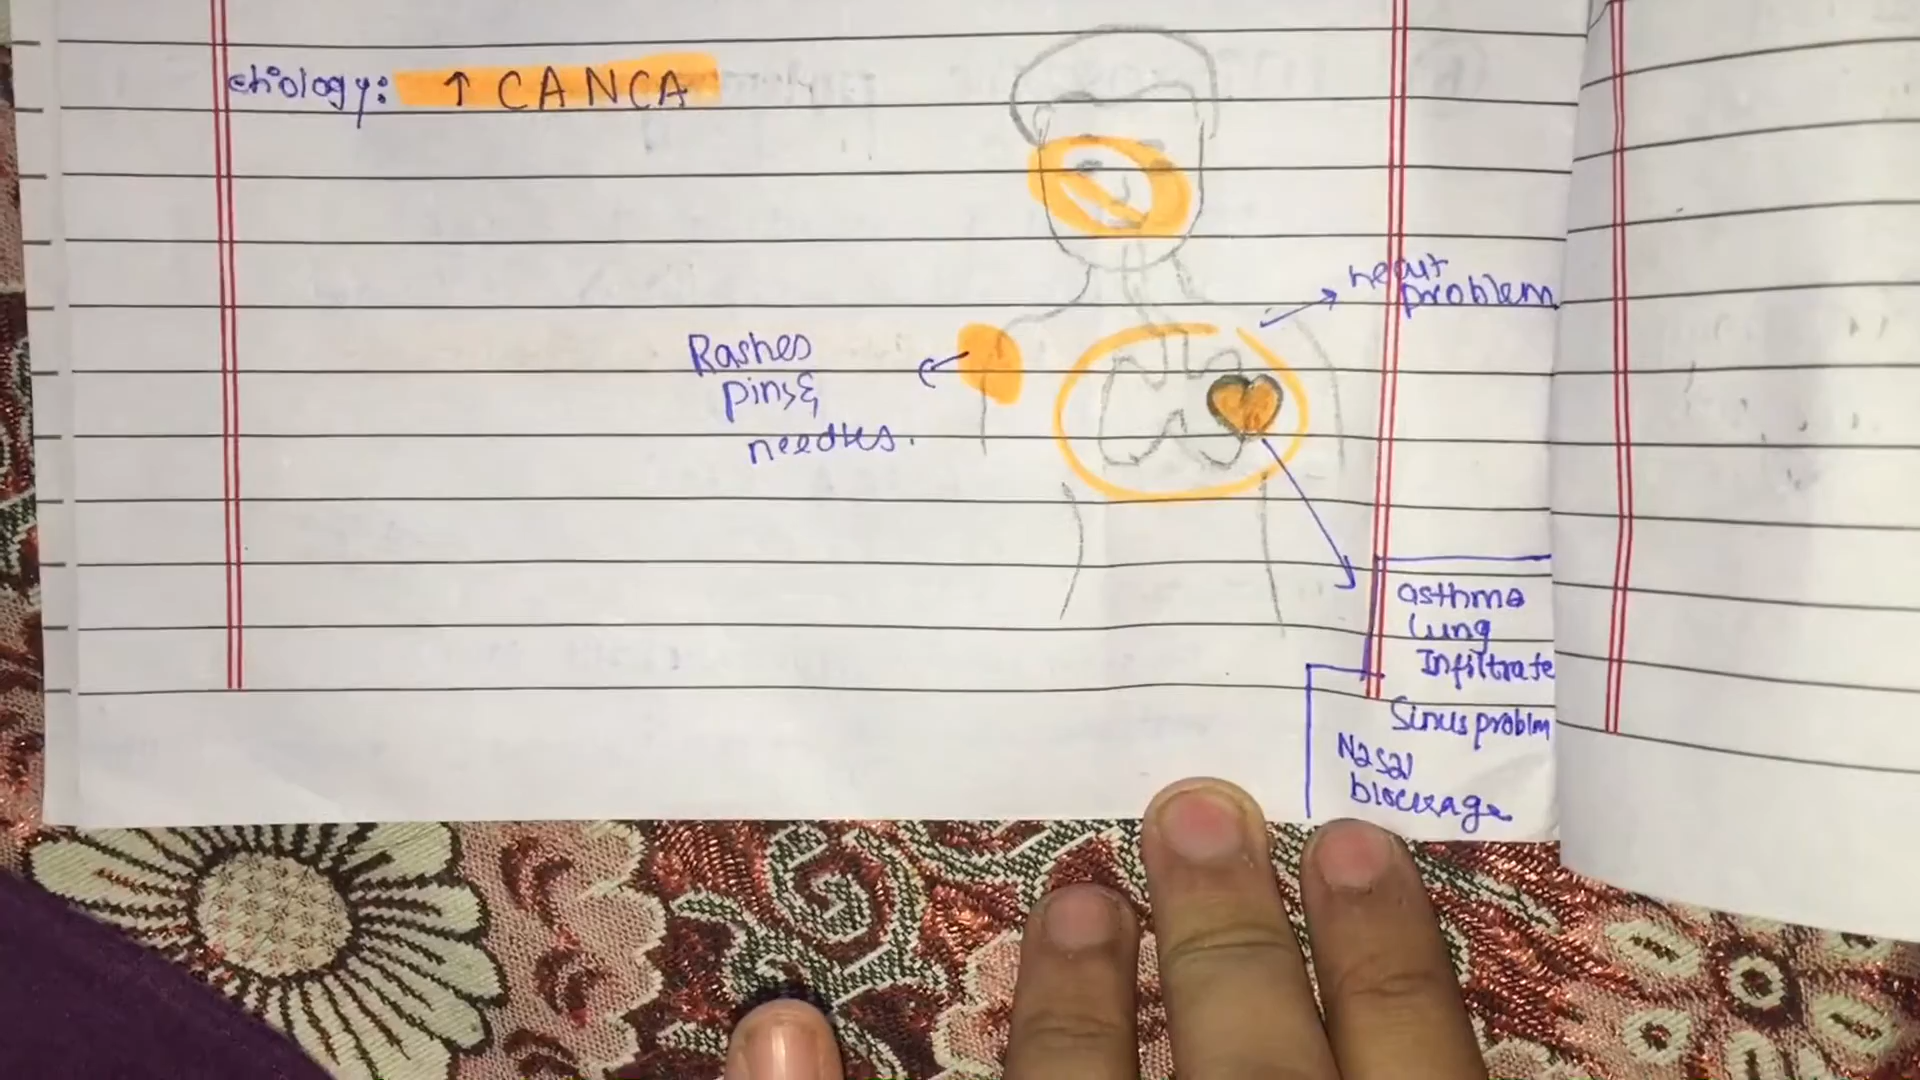 etiology: ↑ CANCA
heart
problem
Rashes
pins &
needles.
asthma
lung
Infiltrate
Sinus problm
Nasal
blockage